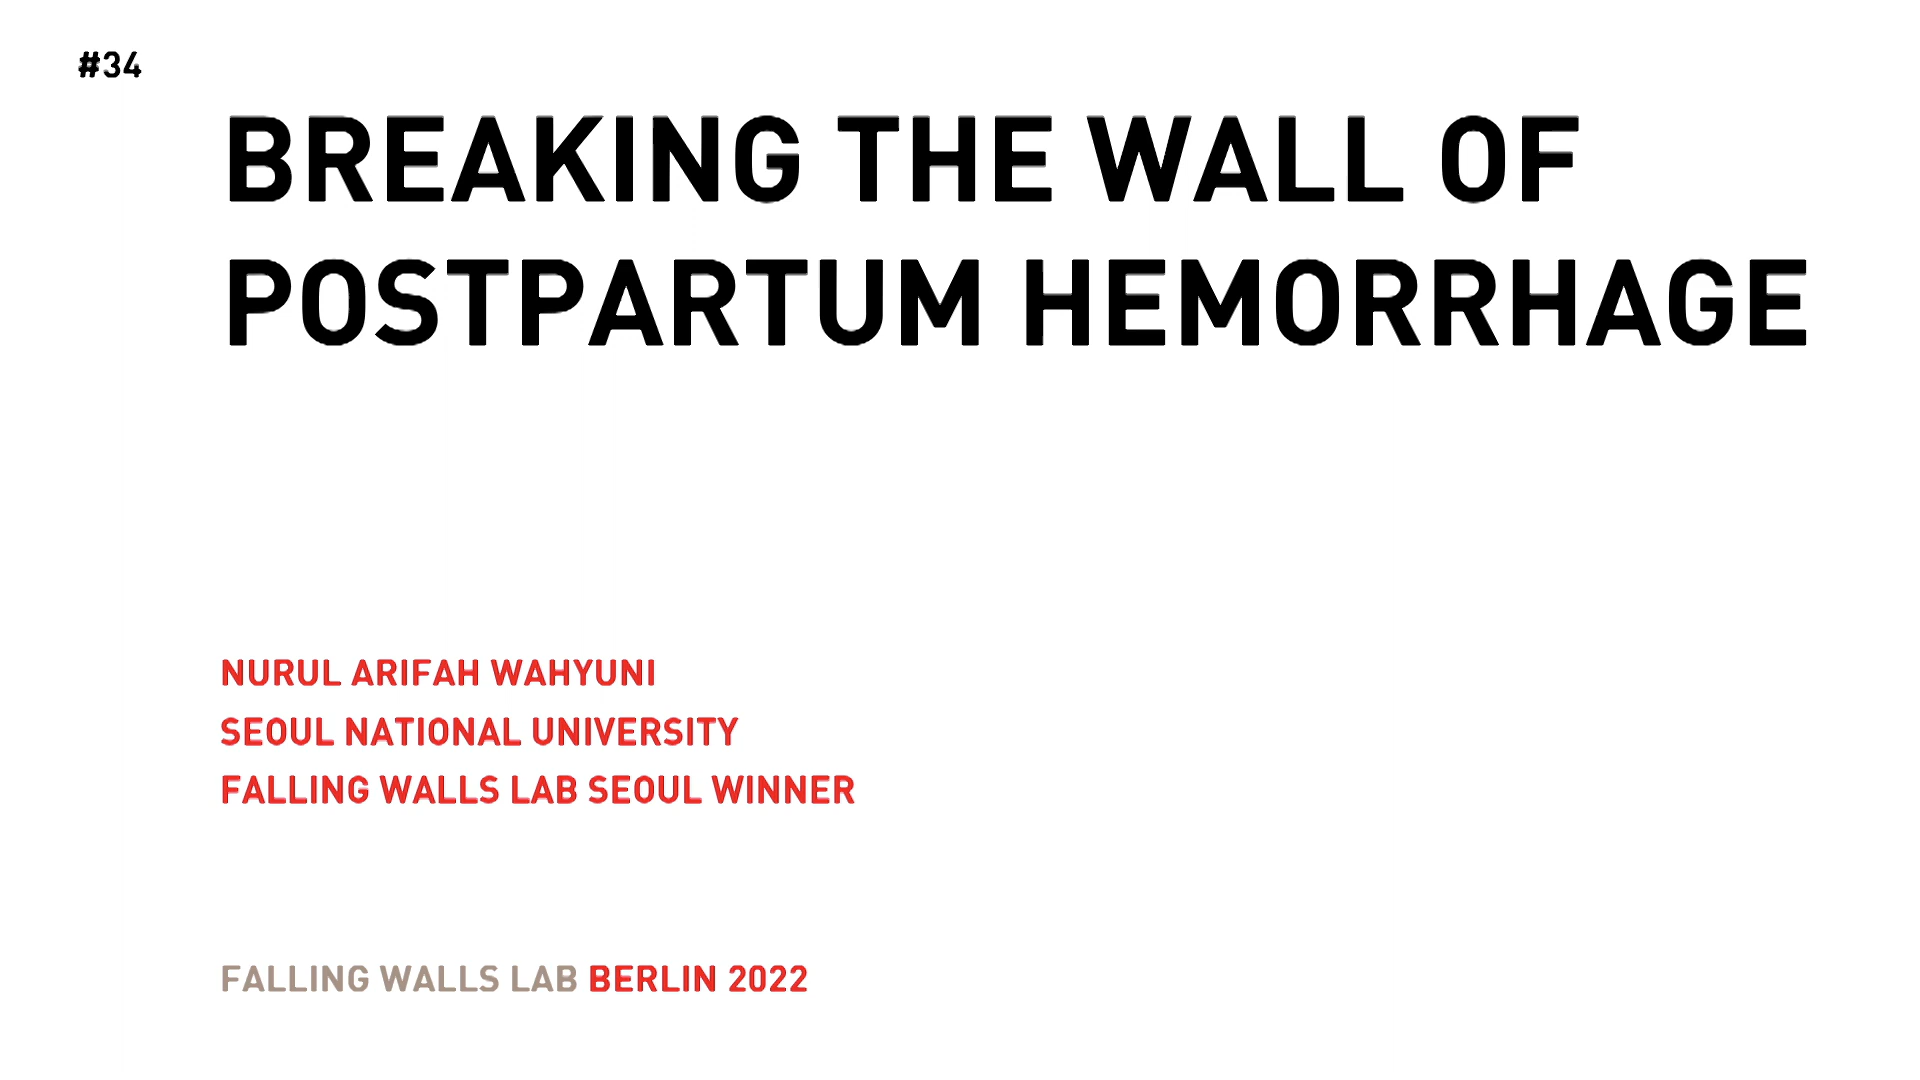 #34
BREAKING THE WALL OF
POSTPARTUM HEMORRHAGE
NURUL ARIFAH WAHYUNI
SEOUL NATIONAL UNIVERSITY
FALLING WALLS LAB SEOUL WINNER
FALLING WALLS LAB BERLIN 2022